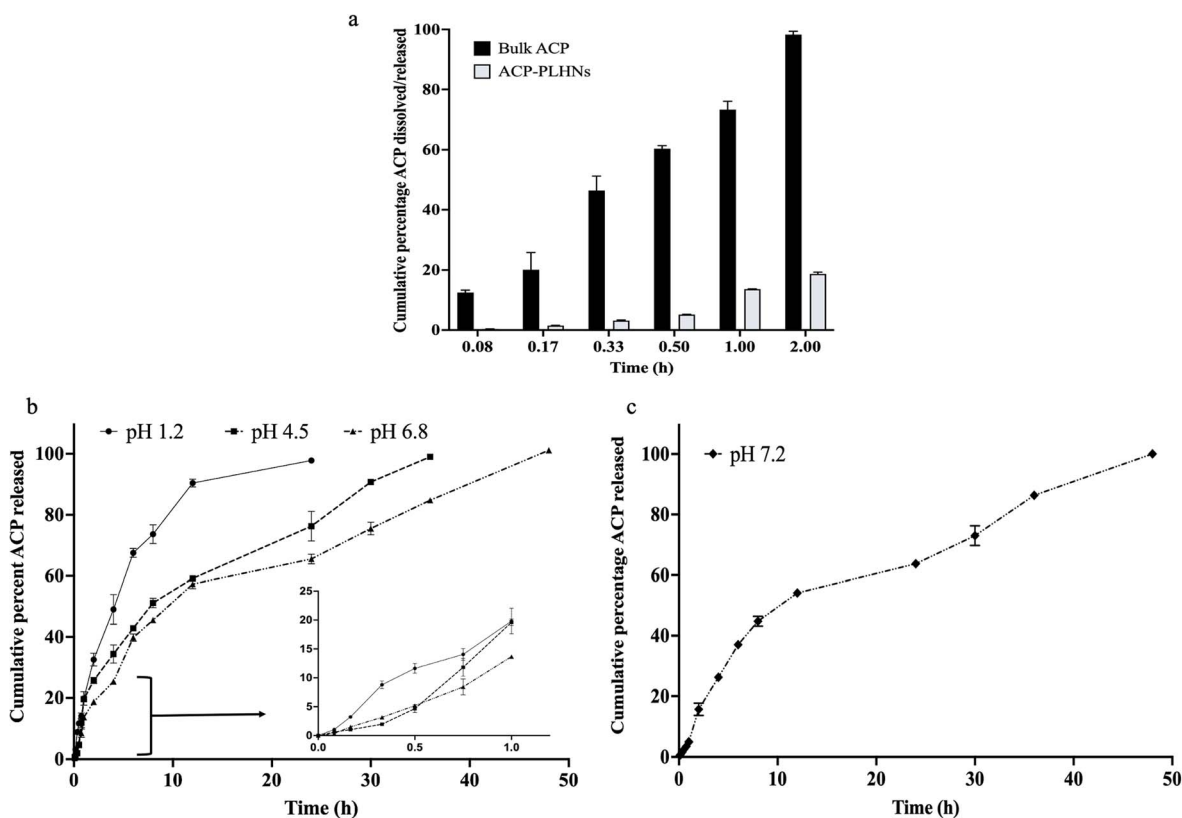 a
Cumulative percentage ACP dissolved/released
100
80
60
40
20
0
Bulk ACP
ACP-PLHNs
0.08 0.17 0.33 0.50 1.00 2.00
Time (h)
b
pH 1.2 pH 4.5 pH 6.8
Cumulative percent ACP released
100
80
60
40
20
0
25
20
15
10
5
0
0.0 0.5 1.0
0 10 20 30 40 50
Time (h)
c
pH 7.2
Cumulative percentage ACP released
100
80
60
40
20
0
0 10 20 30 40 50
Time (h)